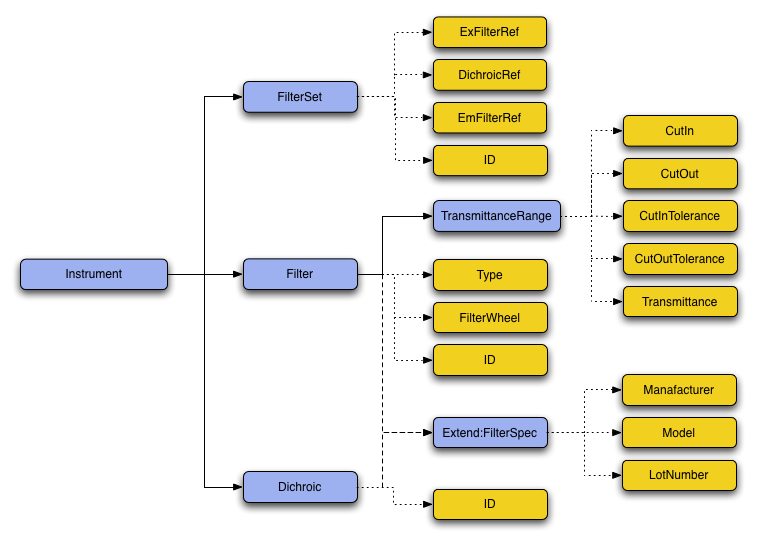 ExFilterRef
DichroicRef
FilterSet
EmFilterRef
CutIn
ID
CutOut
TransmittanceRange
CutInTolerance
CutOutTolerance
Instrument
Filter
Type
Transmittance
FilterWheel
ID
Manafacturer
Extend:FilterSpec
Model
LotNumber
Dichroic
ID